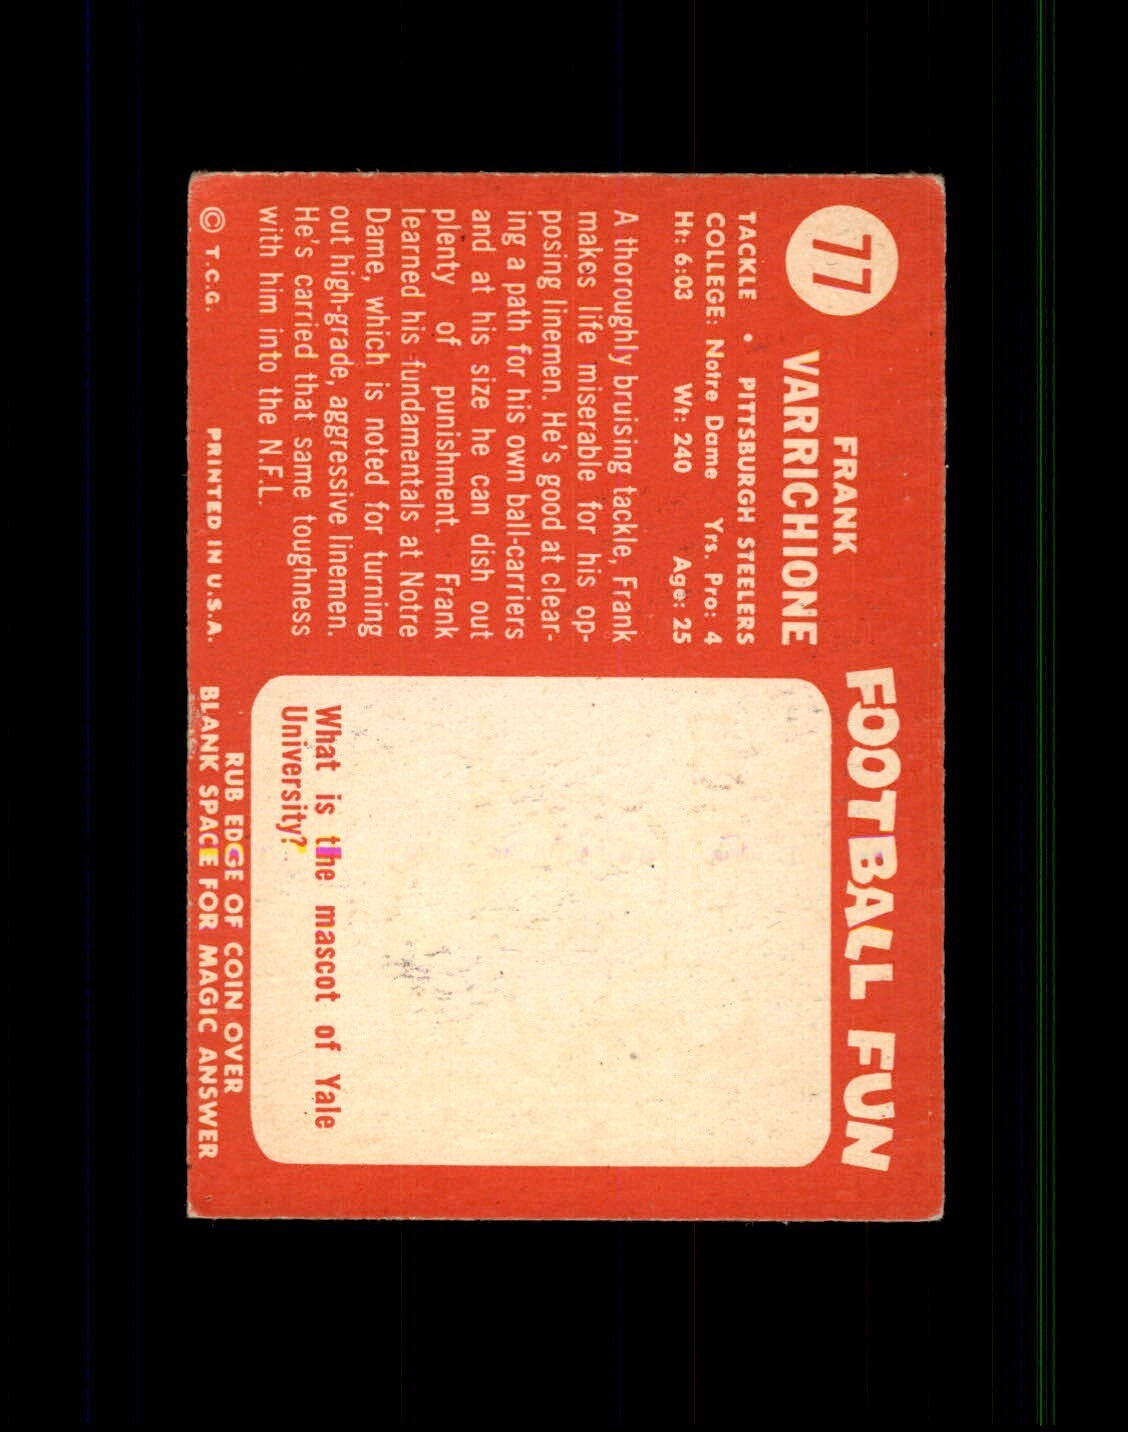 77
FRANK
VARRICHIONE
TACKLE • PITTSBURGH STEELERS
COLLEGE: Notre Dame Yrs. Pro: 4
Ht: 6:03 Wt: 240 Age: 25
A thoroughly bruising tackle, Frank
makes life miserable for his op-
posing linemen. He's good at clear-
ing a path for his own ball-carriers
and at his size he can dish out
plenty of punishment. Frank
learned his fundamentals at Notre
Dame, which is noted for turning
out high-grade, aggressive linemen.
He's carried that same toughness
with him into the N.F.L.
© T.C.G. PRINTED IN U.S.A.
FOOTBALL FUN
What is the mascot of Yale
University?
RUB EDGE OF COIN OVER
BLANK SPACE FOR MAGIC ANSWER